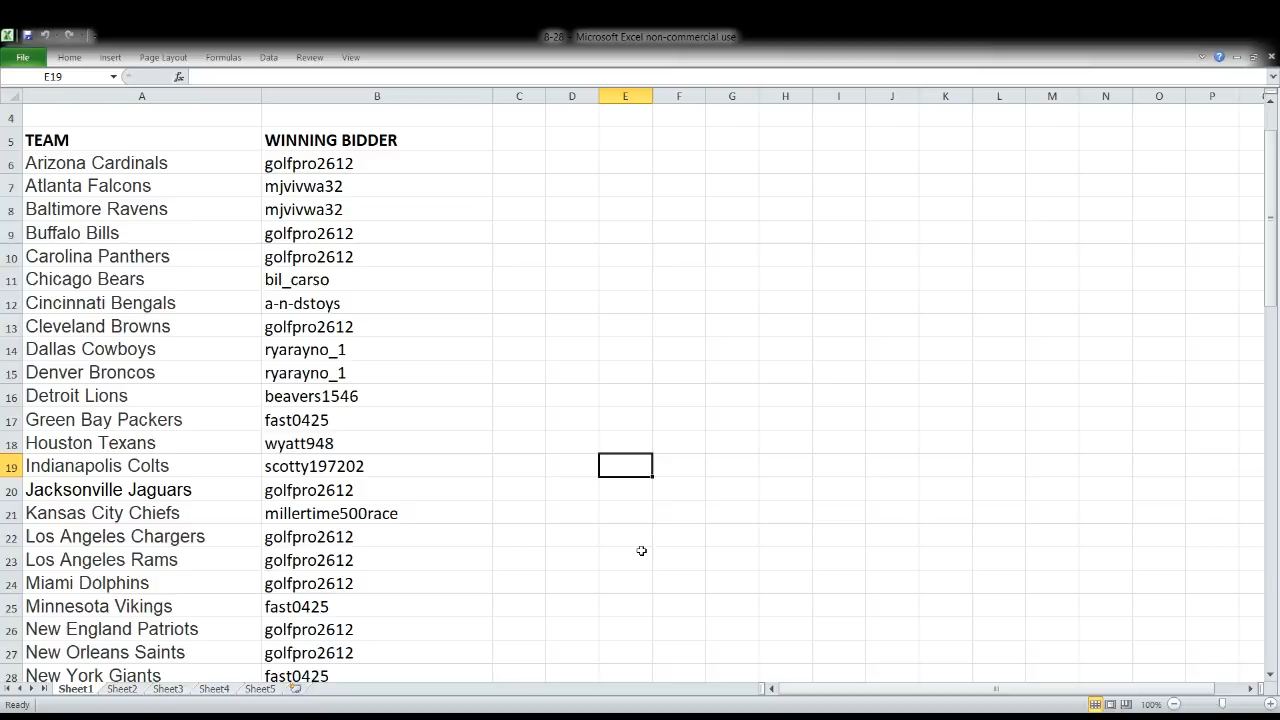 8-28 - Microsoft Excel non-commercial use
File Home Insert Page Layout Formulas Data Review View
E19 fx
A B C D E F G H I J K L M N O P
4
5 TEAM WINNING BIDDER
6 Arizona Cardinals golfpro2612
7 Atlanta Falcons mjvivwa32
8 Baltimore Ravens mjvivwa32
9 Buffalo Bills golfpro2612
10 Carolina Panthers golfpro2612
11 Chicago Bears bil_carso
12 Cincinnati Bengals a-n-dstoys
13 Cleveland Browns golfpro2612
14 Dallas Cowboys ryarayno_1
15 Denver Broncos ryarayno_1
16 Detroit Lions beavers1546
17 Green Bay Packers fast0425
18 Houston Texans wyatt948
19 Indianapolis Colts scotty197202
20 Jacksonville Jaguars golfpro2612
21 Kansas City Chiefs millertime500race
22 Los Angeles Chargers golfpro2612
23 Los Angeles Rams golfpro2612
24 Miami Dolphins golfpro2612
25 Minnesota Vikings fast0425
26 New England Patriots golfpro2612
27 New Orleans Saints golfpro2612
28 New York Giants fast0425
Sheet1 Sheet2 Sheet3 Sheet4 Sheet5
Ready 100%